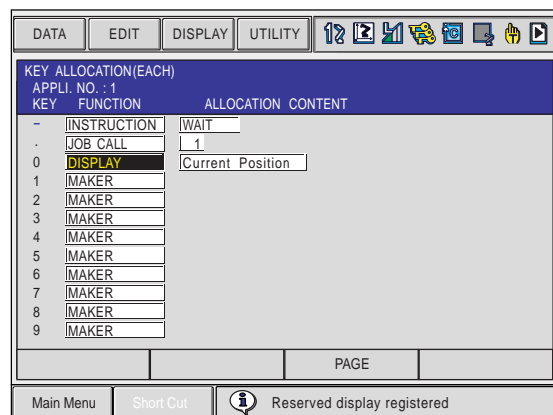 DATA EDIT DISPLAY UTILITY
KEY ALLOCATION(EACH)
APPLI. NO. : 1
KEY FUNCTION ALLOCATION CONTENT
– INSTRUCTION WAIT
. JOB CALL 1
0 DISPLAY Current Position
1 MAKER
2 MAKER
3 MAKER
4 MAKER
5 MAKER
6 MAKER
7 MAKER
8 MAKER
9 MAKER
PAGE
Main Menu Short Cut Reserved display registered